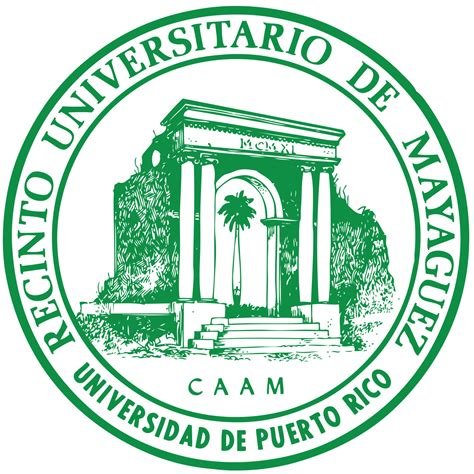 RECINTO UNIVERSITARIO DE MAYAGUEZ
MCMXI
CAAM
UNIVERSIDAD DE PUERTO RICO